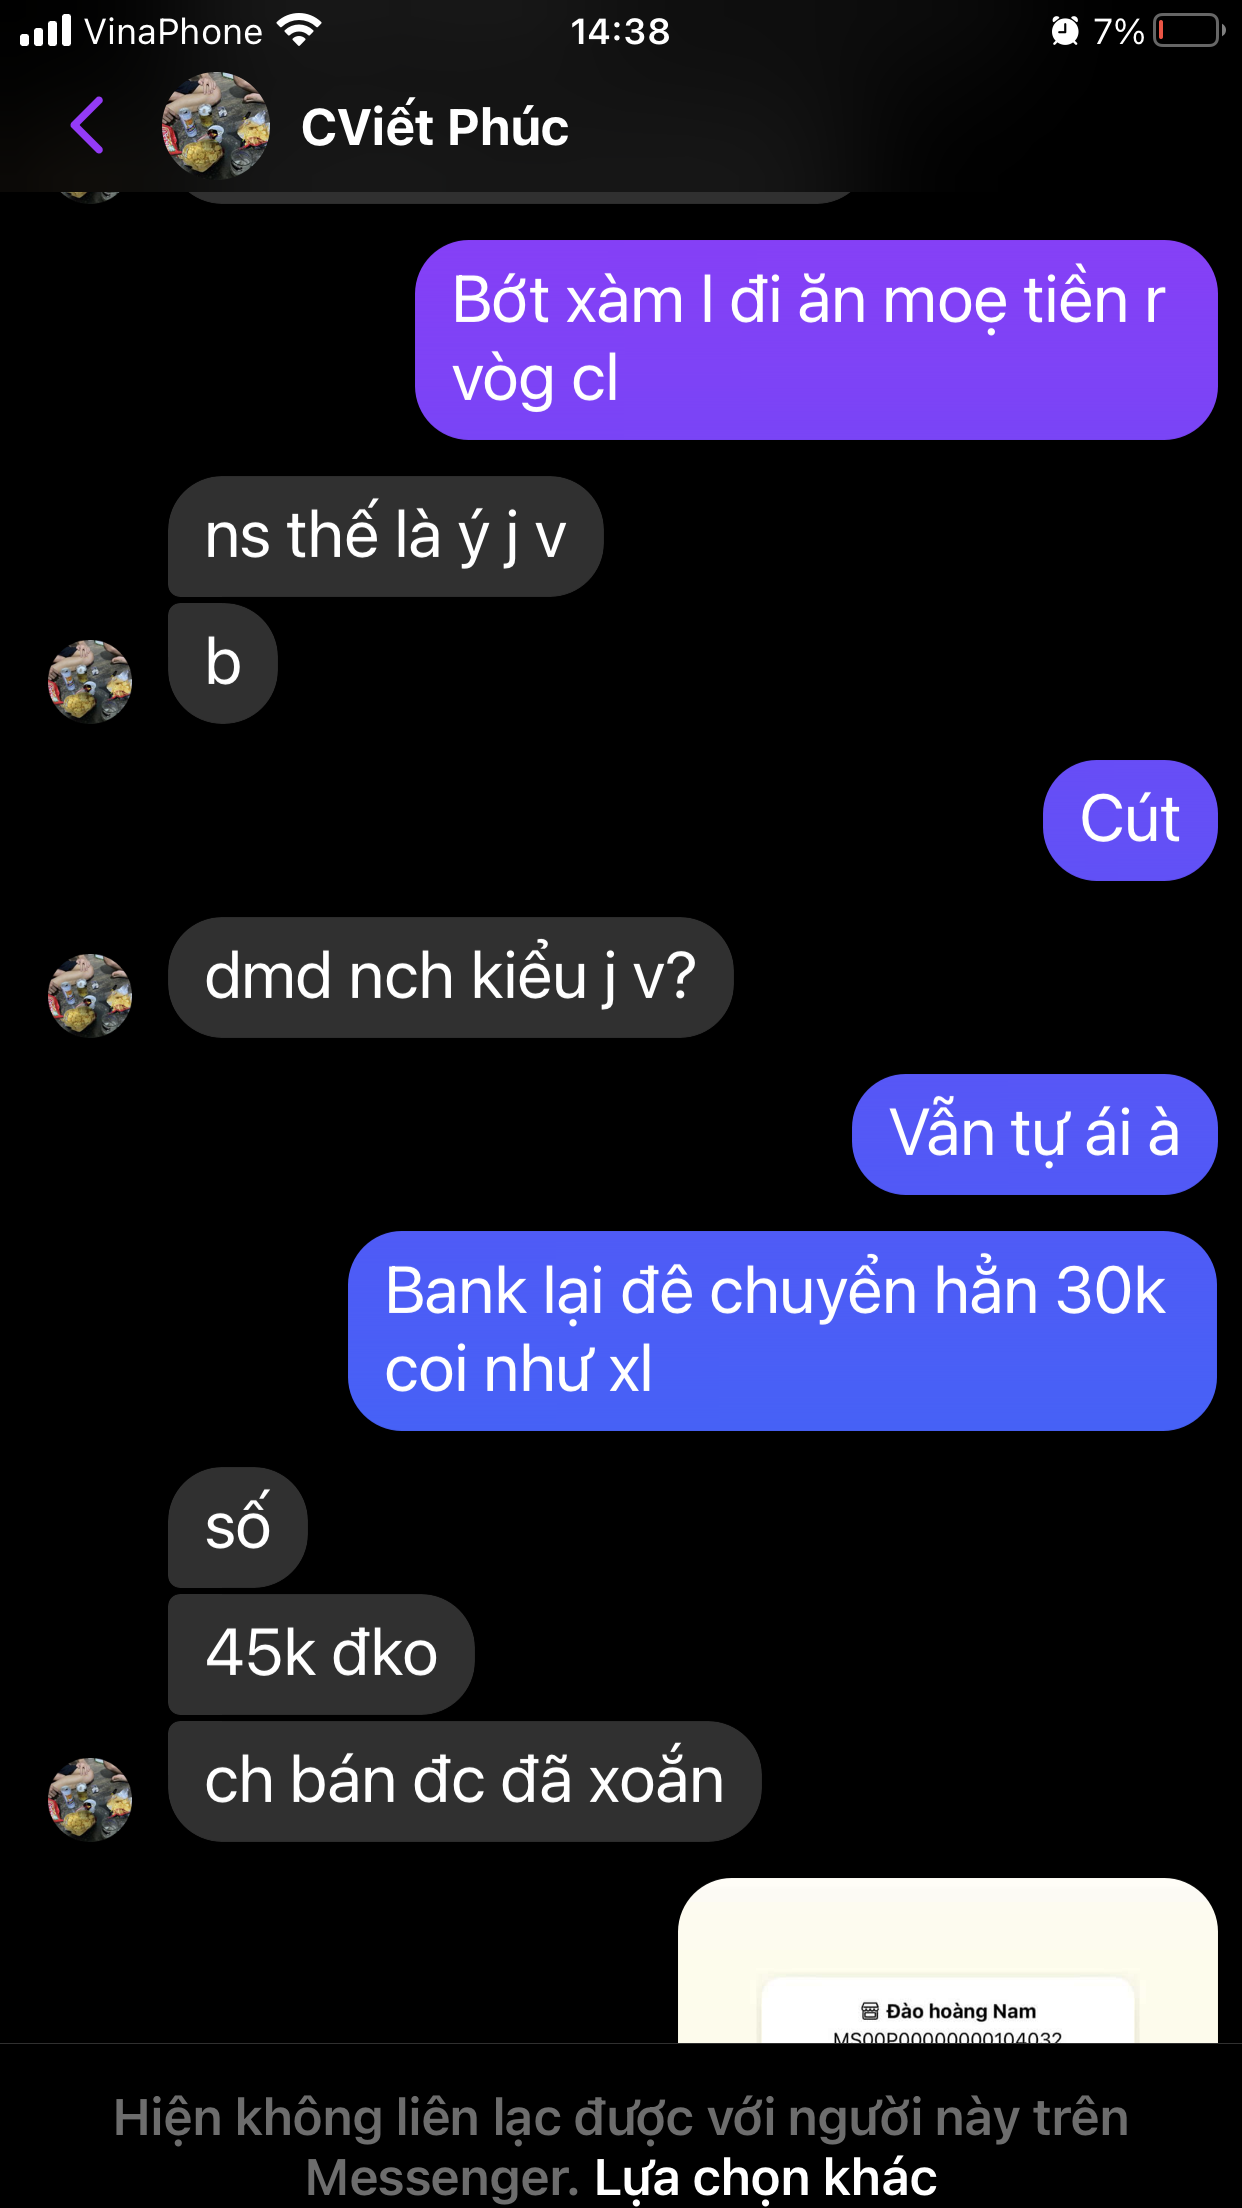 VinaPhone 14:38 7%
CViết Phúc
Bớt xàm l đi ăn moẹ tiền r
vòg cl
ns thế là ý j v
b
Cút
dmd nch kiểu j v?
Vẫn tự ái à
Bank lại đê chuyển hẳn 30k
coi như xl
số
45k đko
ch bán đc đã xoắn
Đào hoàng Nam
MS00P00000000104032
Hiện không liên lạc được với người này trên
Messenger. Lựa chọn khác